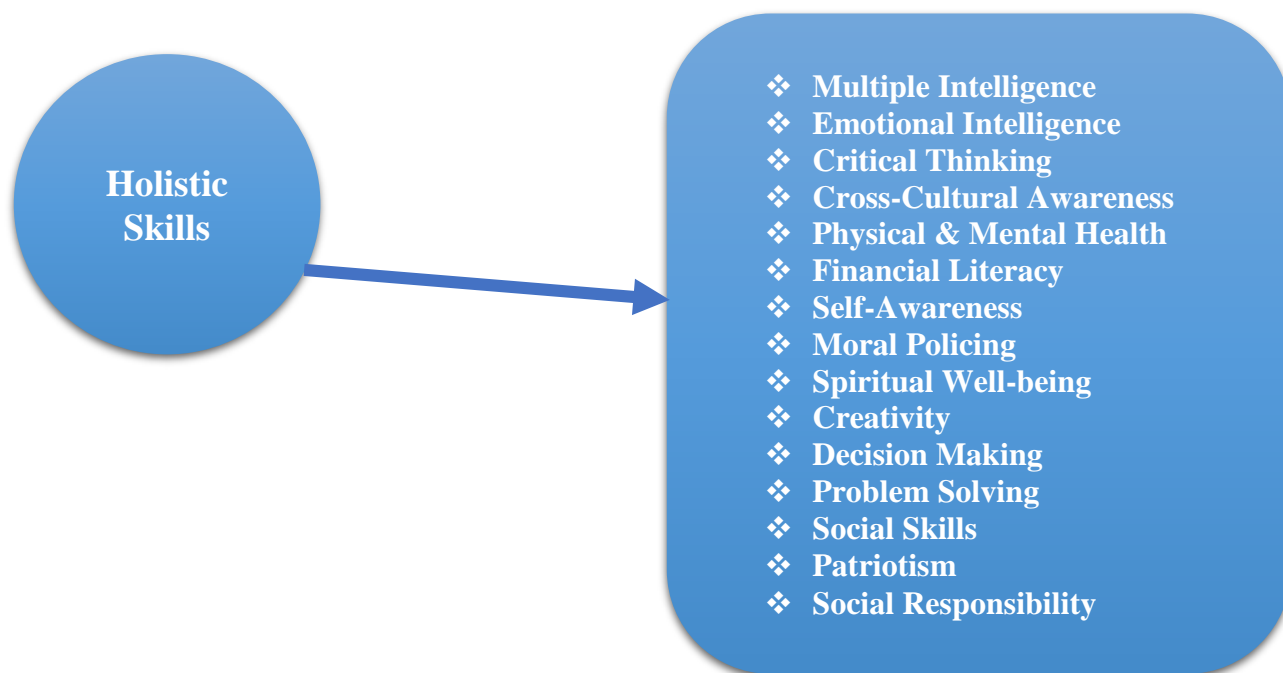 Holistic
Skills
❖ Multiple Intelligence
❖ Emotional Intelligence
❖ Critical Thinking
❖ Cross-Cultural Awareness
❖ Physical & Mental Health
❖ Financial Literacy
❖ Self-Awareness
❖ Moral Policing
❖ Spiritual Well-being
❖ Creativity
❖ Decision Making
❖ Problem Solving
❖ Social Skills
❖ Patriotism
❖ Social Responsibility